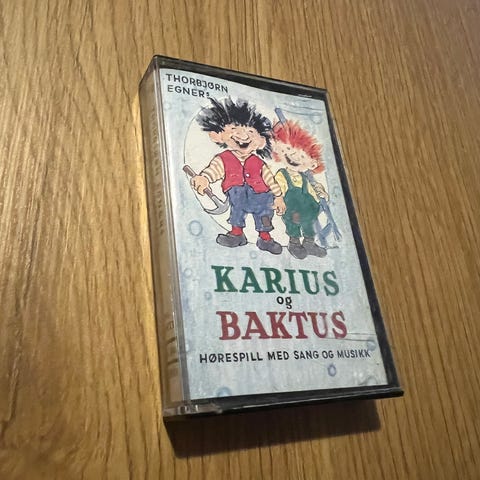 THORBJØRN
EGNERS
KARIUS
og
BAKTUS
HØRESPILL MED SANG OG MUSIKK